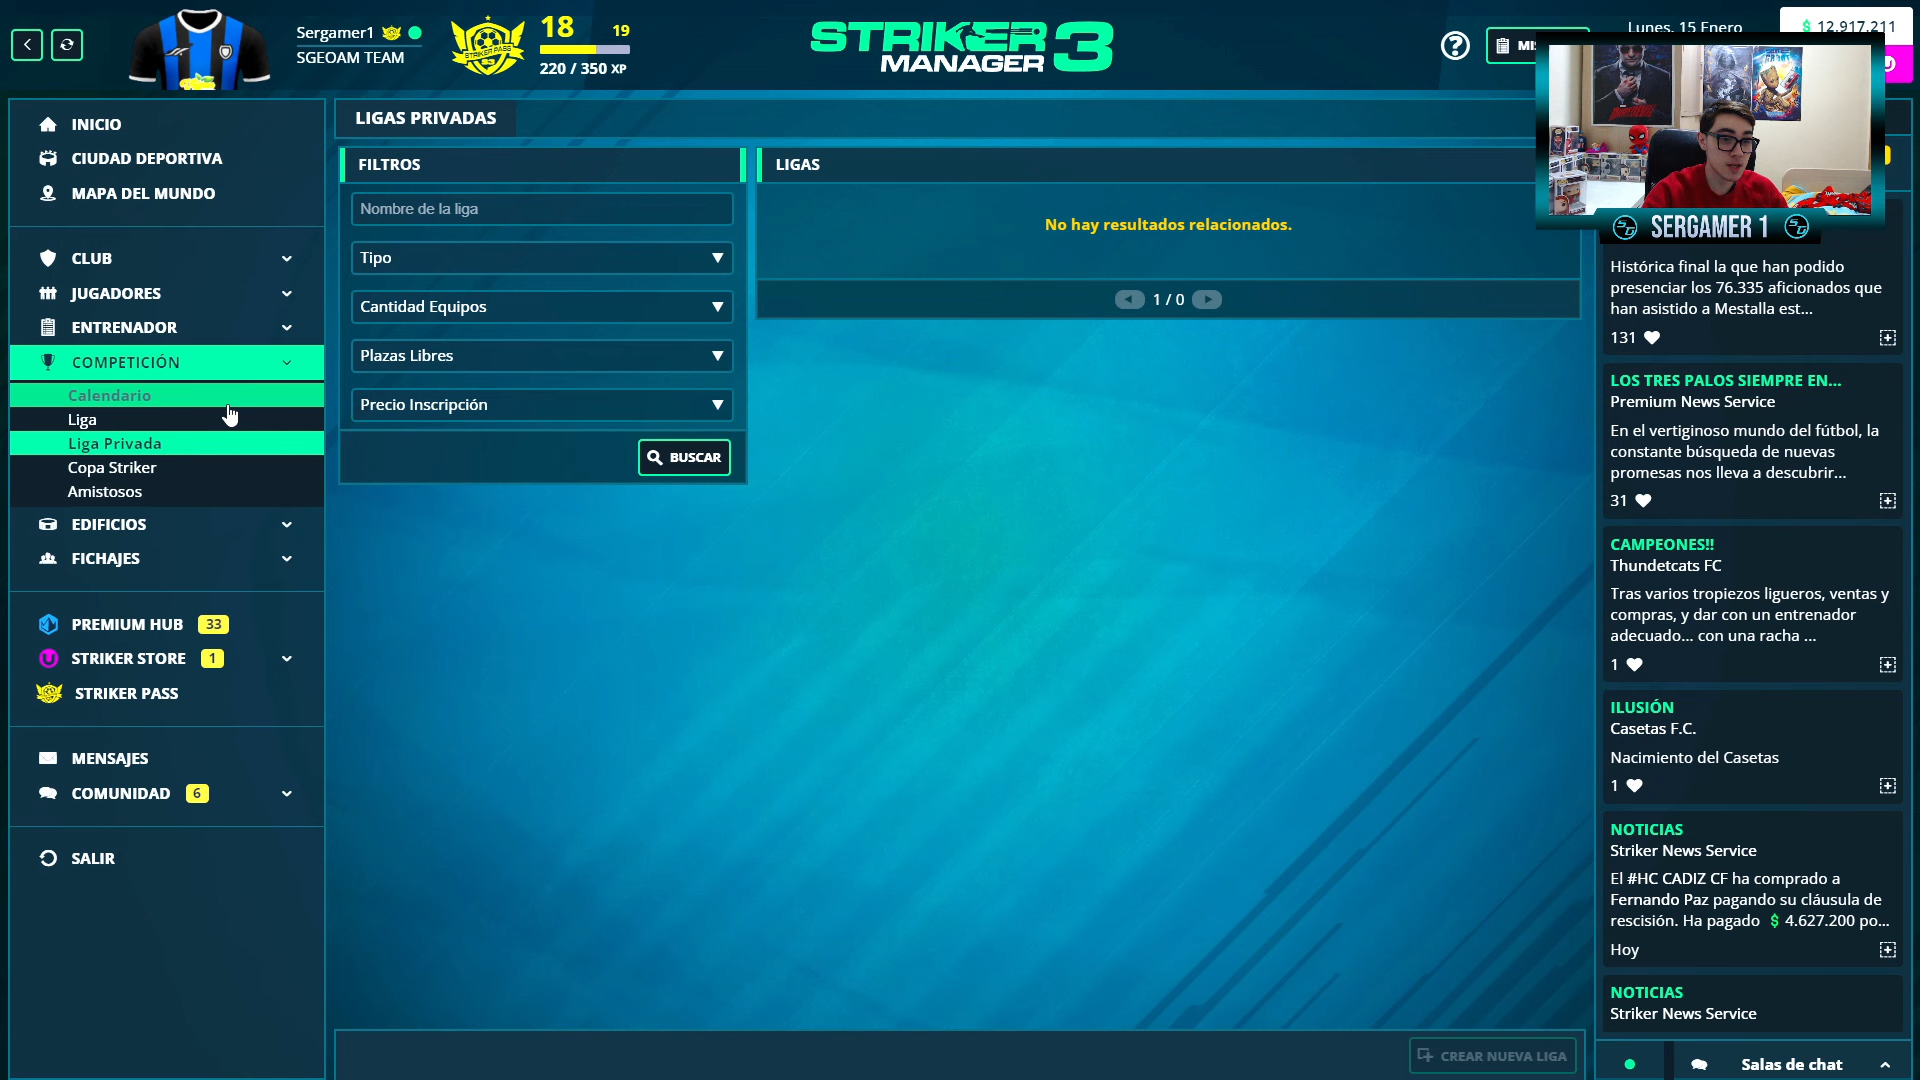 Sergamer1
SGEOAM TEAM
STRIKER PASS
S3
18
19
220 / 350 XP
STRIKER
MANAGER 3
Lunes, 15 Enero
$ 12.917.211
INICIO
CIUDAD DEPORTIVA
MAPA DEL MUNDO
CLUB
JUGADORES
ENTRENADOR
COMPETICIÓN
Calendario
Liga
Liga Privada
Copa Striker
Amistosos
EDIFICIOS
FICHAJES
PREMIUM HUB 33
STRIKER STORE 1
STRIKER PASS
MENSAJES
COMUNIDAD 6
SALIR
LIGAS PRIVADAS
FILTROS
Nombre de la liga
Tipo
Cantidad Equipos
Plazas Libres
Precio Inscripción
BUSCAR
LIGAS
No hay resultados relacionados.
1 / 0
CREAR NUEVA LIGA
SERGAMER 1
Histórica final la que han podido
presenciar los 76.335 aficionados que
han asistido a Mestalla est...
131
LOS TRES PALOS SIEMPRE EN...
Premium News Service
En el vertiginoso mundo del fútbol, la
constante búsqueda de nuevas
promesas nos lleva a descubrir...
31
CAMPEONES!!
Thundetcats FC
Tras varios tropiezos ligueros, ventas y
compras, y dar con un entrenador
adecuado... con una racha ...
1
ILUSIÓN
Casetas F.C.
Nacimiento del Casetas
1
NOTICIAS
Striker News Service
El #HC CADIZ CF ha comprado a
Fernando Paz pagando su cláusula de
rescisión. Ha pagado $ 4.627.200 po...
Hoy
NOTICIAS
Striker News Service
Salas de chat